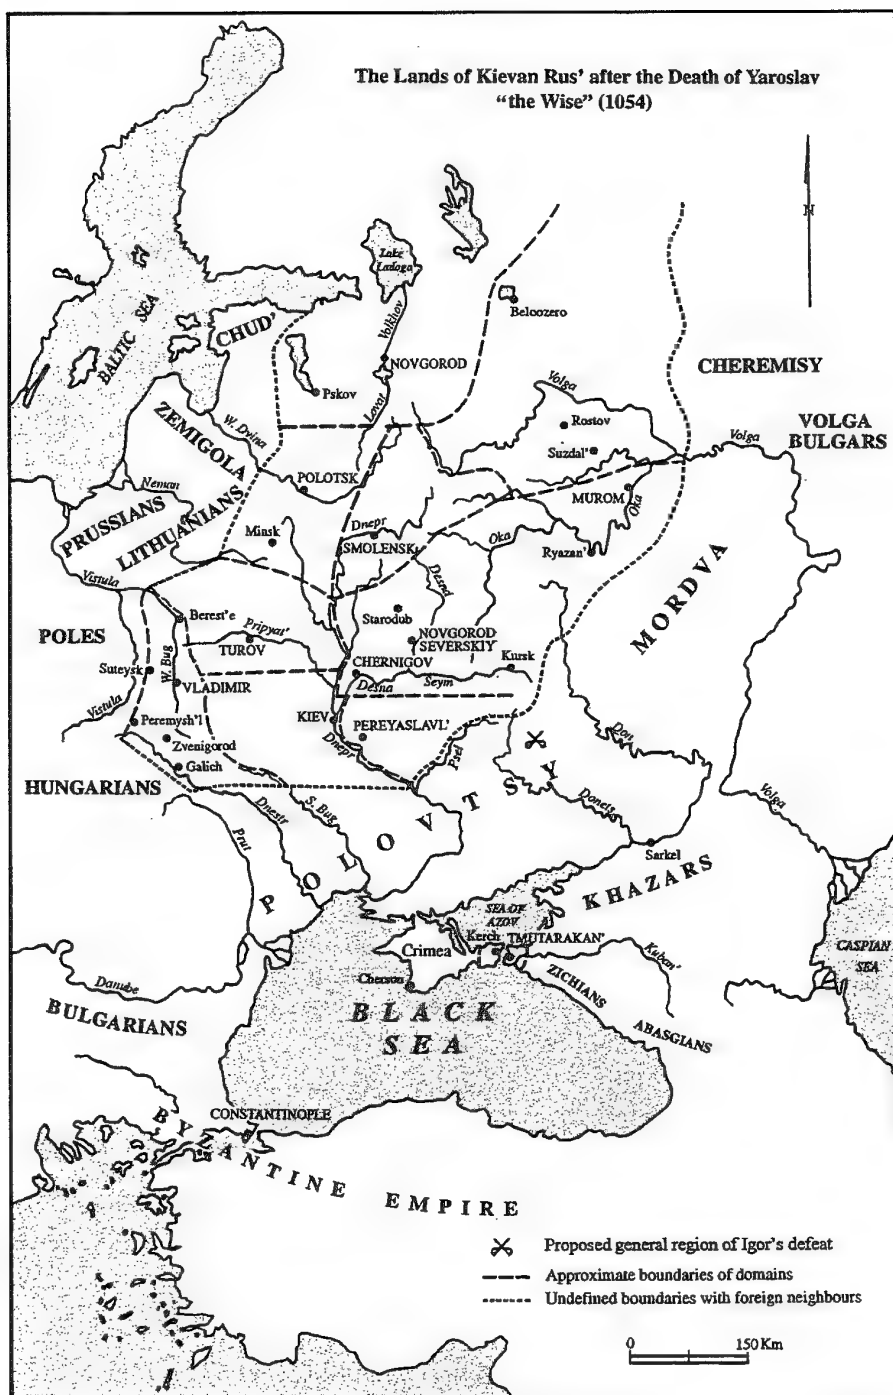 The Lands of Kievan Rus' after the Death of Yaroslav
"the Wise" (1054)
N
Lake
Ladoga
BALTIC SEA
CHUD'
Volkhov
Beloozero
NOVGOROD
Pskov
Lovat
CHEREMISY
Volga
Rostov
VOLGA
BULGARS
Volga
Suzdal'
ZEMIGOLA
W. Dvina
POLOTSK
MUROM
Oka
Neman
PRUSSIANS
LITHUANIANS
Minsk
Dnepr
SMOLENSK
Oka
Ryazan'
Desna
MORDVA
Vistula
Berest'e
Pripyat'
TUROV
Starodub
NOVGOROD
SEVERSKIY
POLES
Suteysk
W. Bug
VLADIMIR
CHERNIGOV
Desna
Seym
Kursk
Vistula
Peremysh'l
Zvenigorod
Galich
KIEV
PEREYASLAVL'
Dnepr
Psel
Don
HUNGARIANS
Dnestr
S. Bug
Prut
POLOVTSY
Donets
Volga
Sarkel
KHAZARS
SEA OF
AZOV
Kerch
TMUTARAKAN'
Crimea
Kuban'
CASPIAN
SEA
Cherson
ZICHIANS
ABASGIANS
Danube
BULGARIANS
BLACK
SEA
CONSTANTINOPLE
BYZANTINE EMPIRE
Proposed general region of Igor's defeat
Approximate boundaries of domains
Undefined boundaries with foreign neighbours
0 150 Km